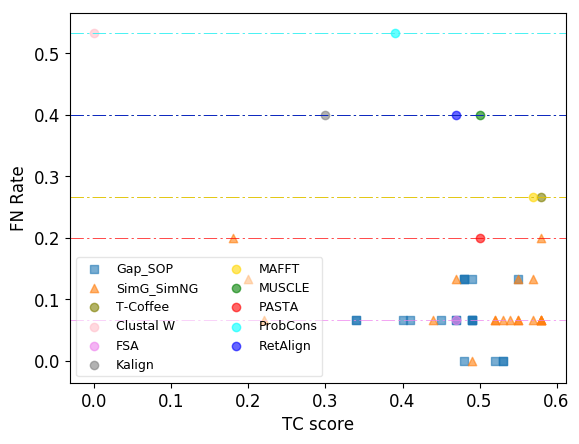 0.5
0.4
0.3
0.2
0.1
0.0
FN Rate
Gap_SOP
SimG_SimNG
T-Coffee
Clustal W
FSA
Kalign
MAFFT
MUSCLE
PASTA
ProbCons
RetAlign
0.0 0.1 0.2 0.3 0.4 0.5 0.6
TC score